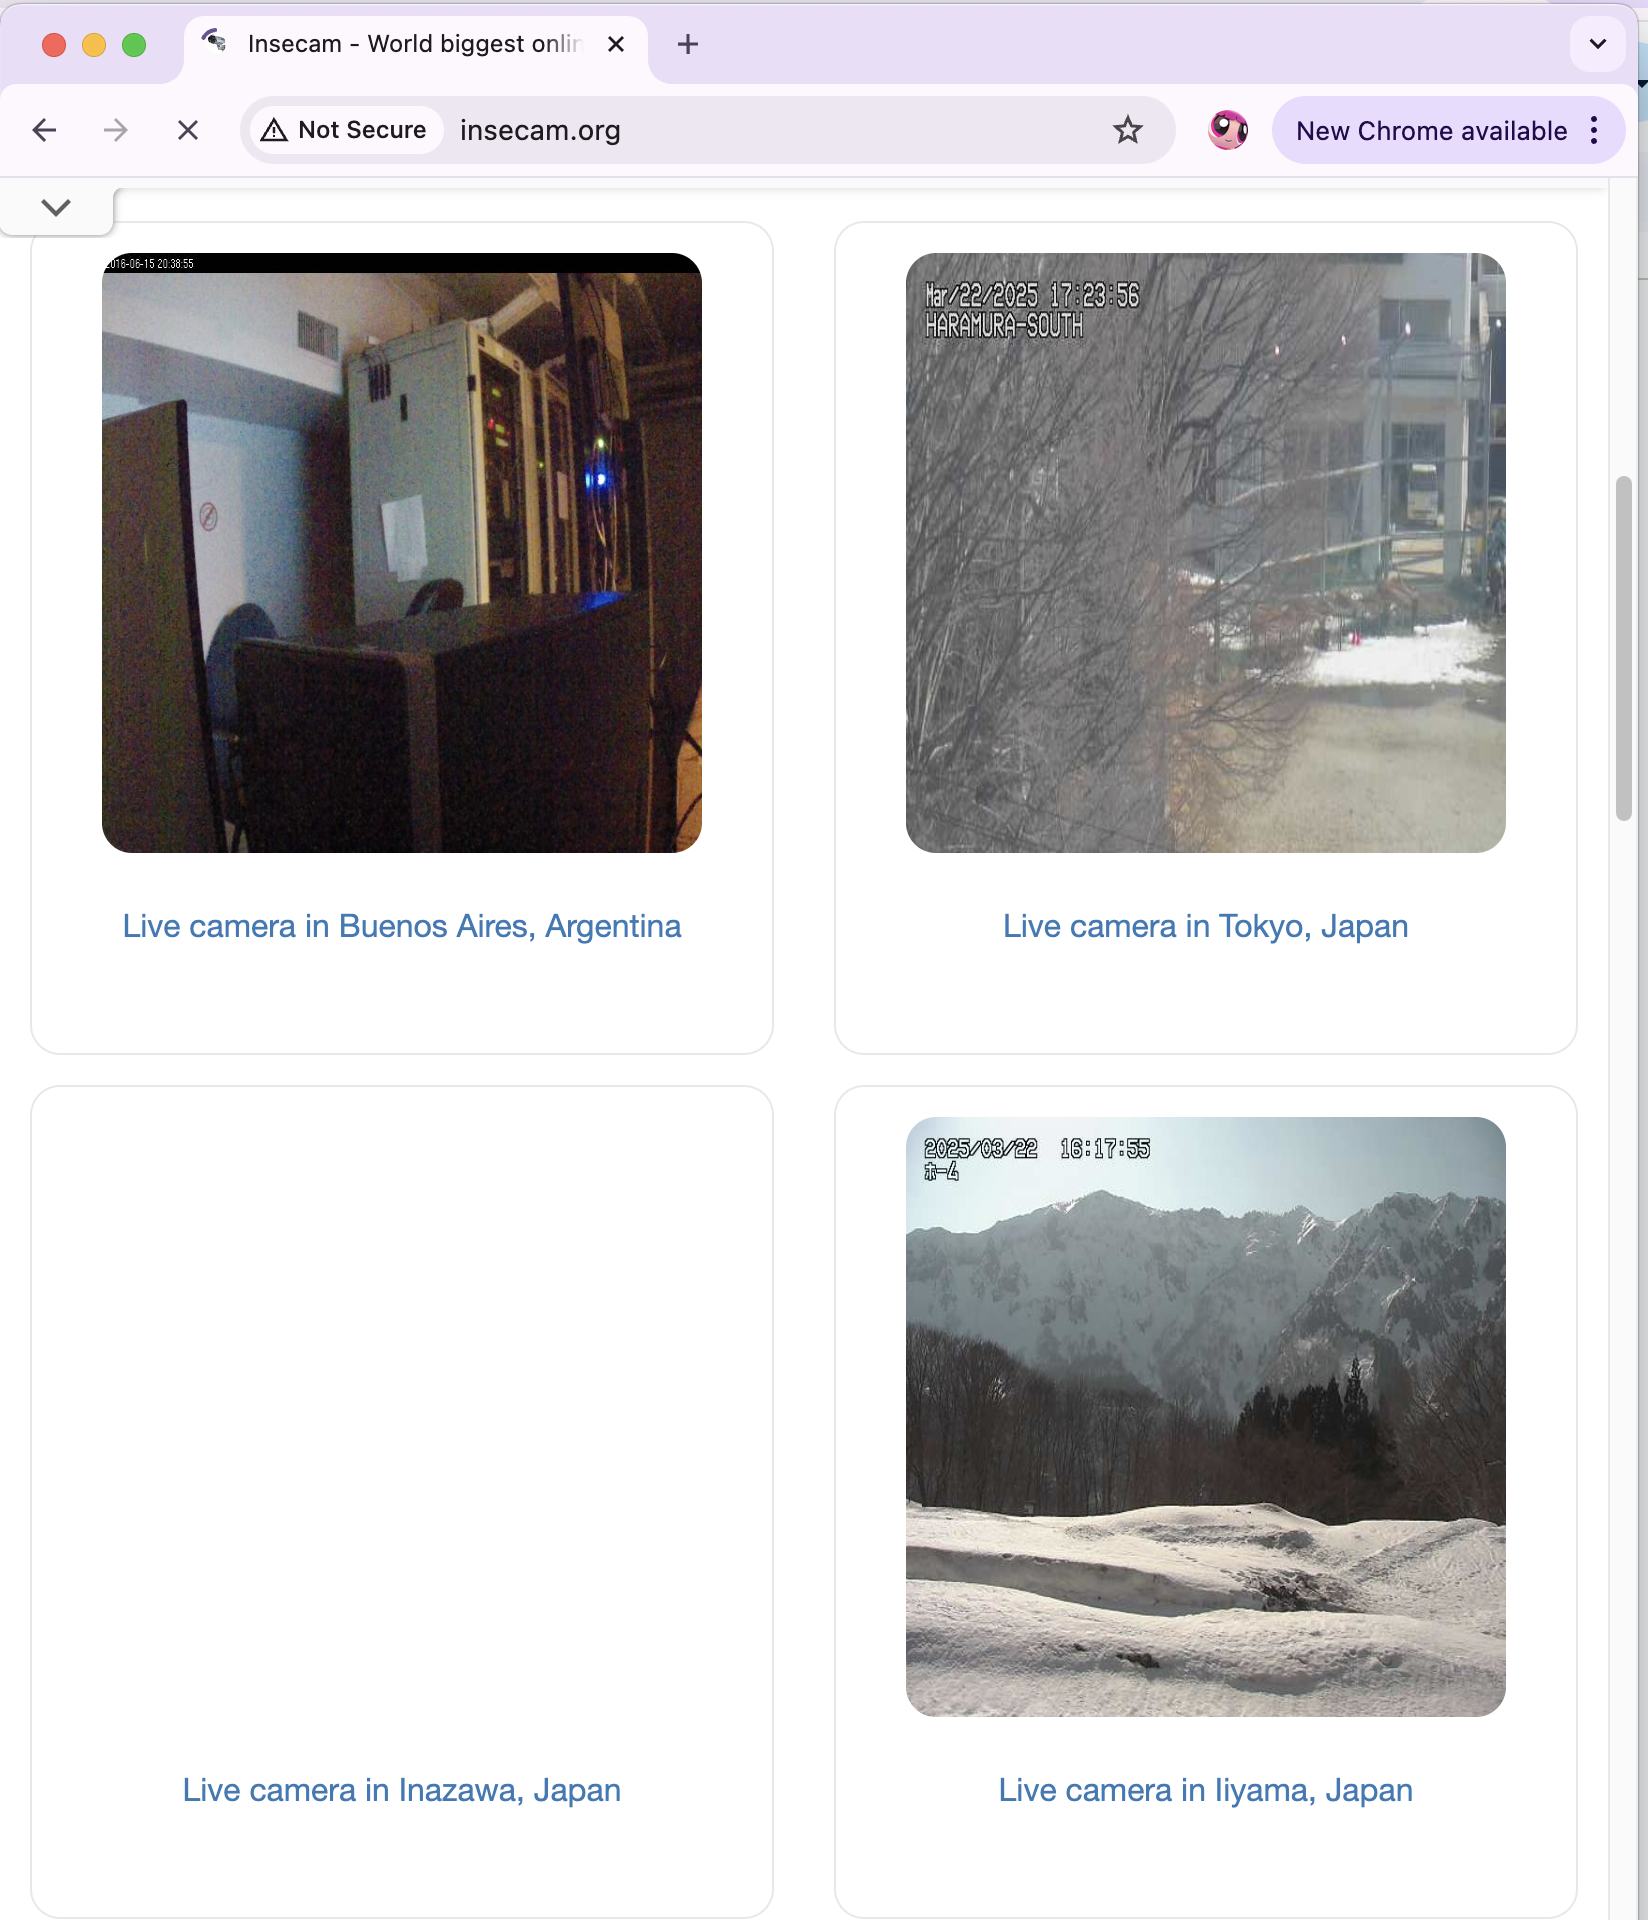 Insecam - World biggest onlin
Not Secure
insecam.org
New Chrome available
2016-06-15 20:38:55
Mar/22/2025 17:23:56
HARAMURA-SOUTH
Live camera in Buenos Aires, Argentina
Live camera in Tokyo, Japan
2025/03/22 16:17:55
ホーム
Live camera in Inazawa, Japan
Live camera in Iiyama, Japan